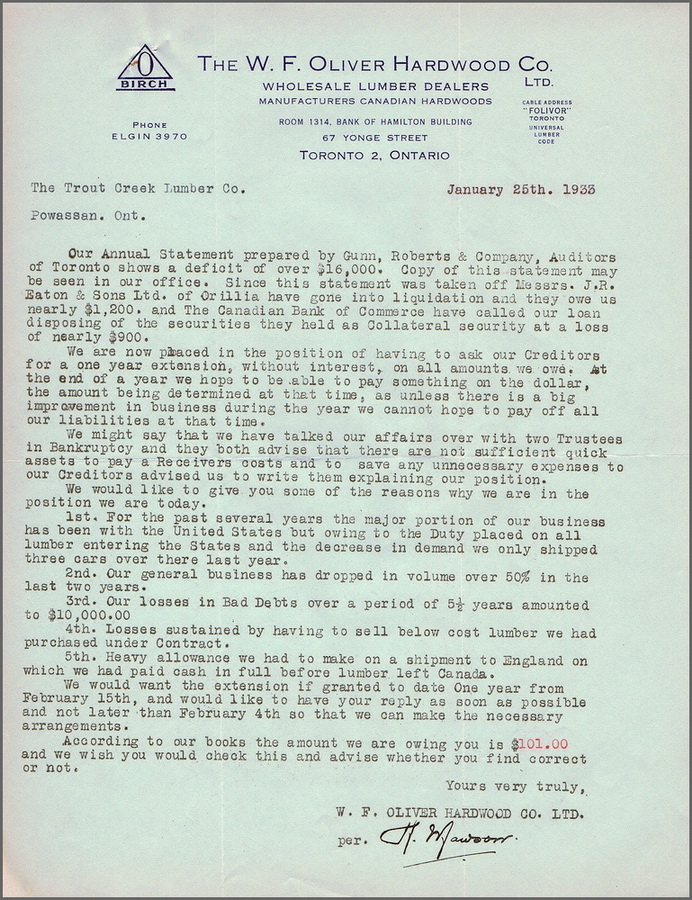 O
BIRCH
THE W. F. OLIVER HARDWOOD CO.
LTD.
WHOLESALE LUMBER DEALERS
MANUFACTURERS CANADIAN HARDWOODS
ROOM 1314, BANK OF HAMILTON BUILDING
67 YONGE STREET
TORONTO 2, ONTARIO
PHONE
ELGIN 3970
CABLE ADDRESS
"FOLIVOR"
TORONTO
UNIVERSAL
LUMBER
CODE
The Trout Creek Lumber Co.
January 25th. 1933
Powassan. Ont.
Our Annual Statement prepared by Gunn, Roberts & Company, Auditors
of Toronto shows a deficit of over $16,000. Copy of this statement may
be seen in our office. Since this statement was taken off Messrs. J.R.
Eaton & Sons Ltd. of Orillia have gone into liquidation and they owe us
nearly $1,200. and The Canadian Bank of Commerce have called our loan
disposing of the securities they held as Collateral security at a loss
of nearly $900.
We are now placed in the position of having to ask our Creditors
for a one year extension, without interest, on all amounts we owe. At
the end of a year we hope to be able to pay something on the dollar,
the amount being determined at that time, as unless there is a big
improvement in business during the year we cannot hope to pay off all
our liabilities at that time.
We might say that we have talked our affairs over with two Trustees
in Bankruptcy and they both advise that there are not sufficient quick
assets to pay a Receivers costs and to save any unnecessary expenses to
our Creditors advised us to write them explaining our position.
We would like to give you some of the reasons why we are in the
position we are today.
1st. For the past several years the major portion of our business
has been with the United States but owing to the Duty placed on all
lumber entering the States and the decrease in demand we only shipped
three cars over there last year.
2nd. Our general business has dropped in volume over 50% in the
last two years.
3rd. Our losses in Bad Debts over a period of 5½ years amounted
to $10,000.00
4th. Losses sustained by having to sell below cost lumber we had
purchased under Contract.
5th. Heavy allowance we had to make on a shipment to England on
which we had paid cash in full before lumber left Canada.
We would want the extension if granted to date One year from
February 15th, and would like to have your reply as soon as possible
and not later than February 4th so that we can make the necessary
arrangements.
According to our books the amount we are owing you is $101.00
and we wish you would check this and advise whether you find correct
or not.
Yours very truly,
W. F. OLIVER HARDWOOD CO. LTD.
per.